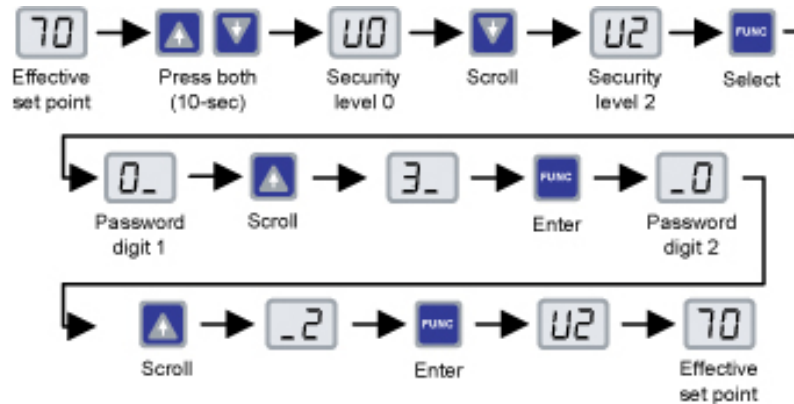 70 U0 U2 FUNC
Effective Press both Security Scroll Security Select
set point (10-sec) level 0 level 2
0_ 3_ FUNC _0
Password Scroll Enter Password
digit 1 digit 2
_2 FUNC U2 70
Scroll Enter Effective
set point